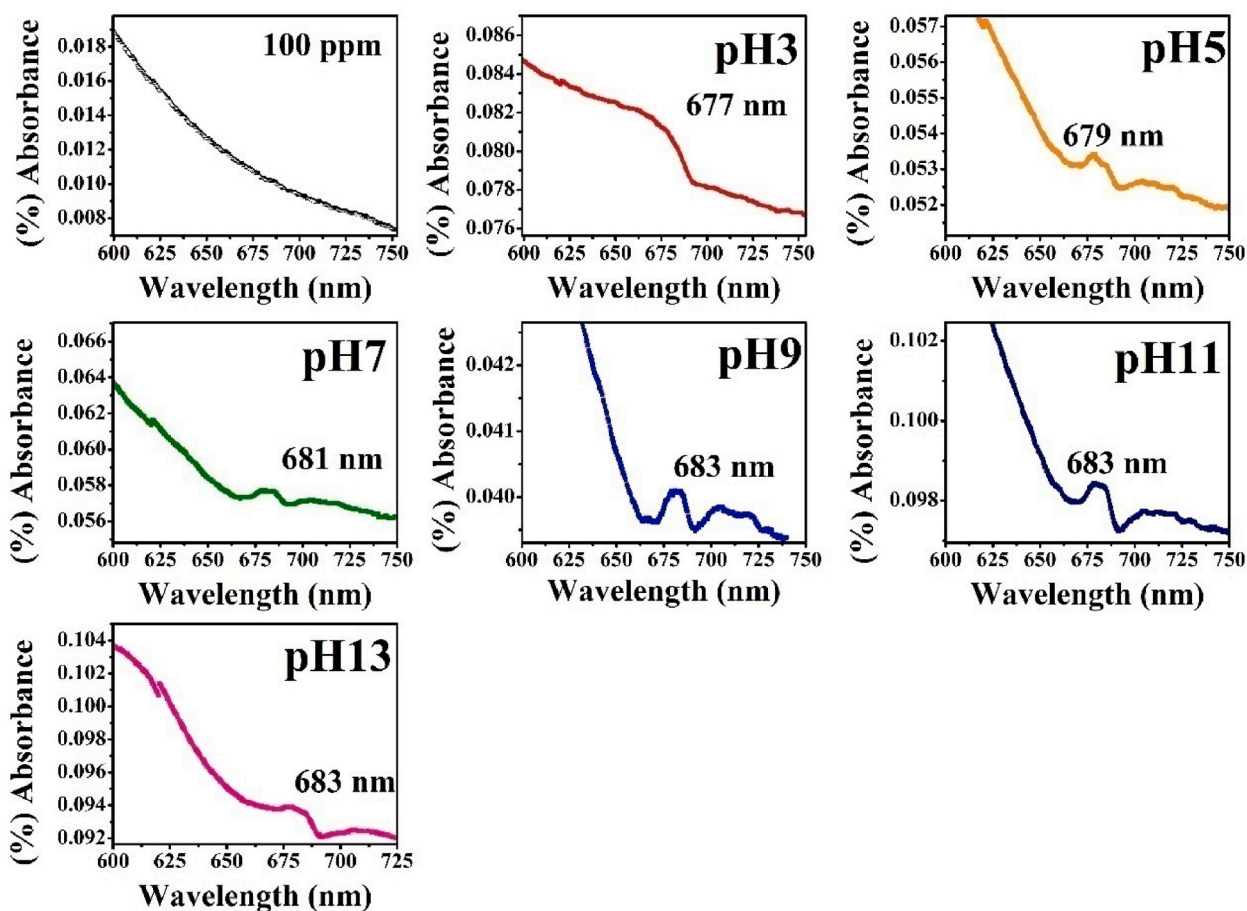 100 ppm
(%) Absorbance
0.018
0.016
0.014
0.012
0.010
0.008
600 625 650 675 700 725 750
Wavelength (nm)
pH3
677 nm
(%) Absorbance
0.086
0.084
0.082
0.080
0.078
0.076
600 625 650 675 700 725 750
Wavelength (nm)
pH5
679 nm
(%) Absorbance
0.057
0.056
0.055
0.054
0.053
0.052
600 625 650 675 700 725 750
Wavelength (nm)
pH7
681 nm
(%) Absorbance
0.066
0.064
0.062
0.060
0.058
0.056
600 625 650 675 700 725 750
Wavelength (nm)
pH9
683 nm
(%) Absorbance
0.042
0.041
0.040
600 625 650 675 700 725 750
Wavelength (nm)
pH11
683 nm
(%) Absorbance
0.102
0.100
0.098
600 625 650 675 700 725 750
Wavelength (nm)
pH13
683 nm
(%) Absorbance
0.104
0.102
0.100
0.098
0.096
0.094
0.092
600 625 650 675 700 725
Wavelength (nm)